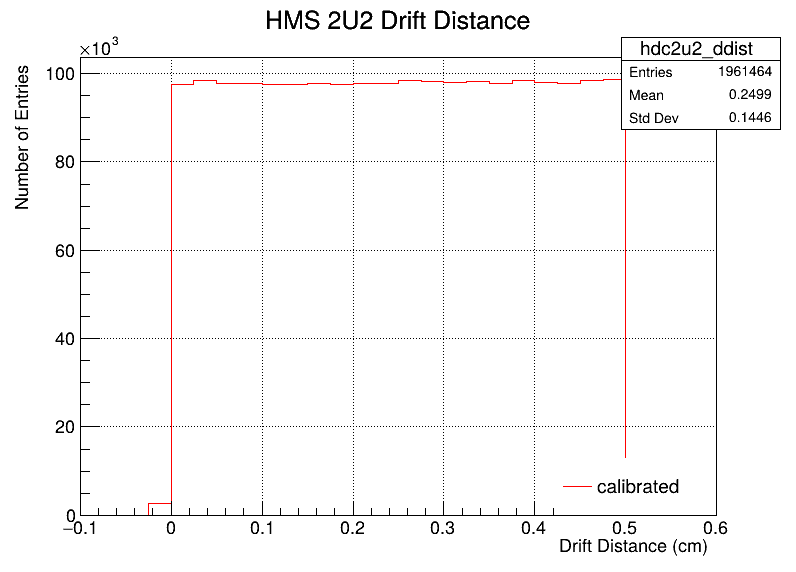 HMS 2U2 Drift Distance
×10³
hdc2u2_ddist
Entries 1961464
Mean 0.2499
Std Dev 0.1446
Number of Entries
100
80
60
40
20
0
−0.1 0 0.1 0.2 0.3 0.4 0.5 0.6
calibrated
Drift Distance (cm)